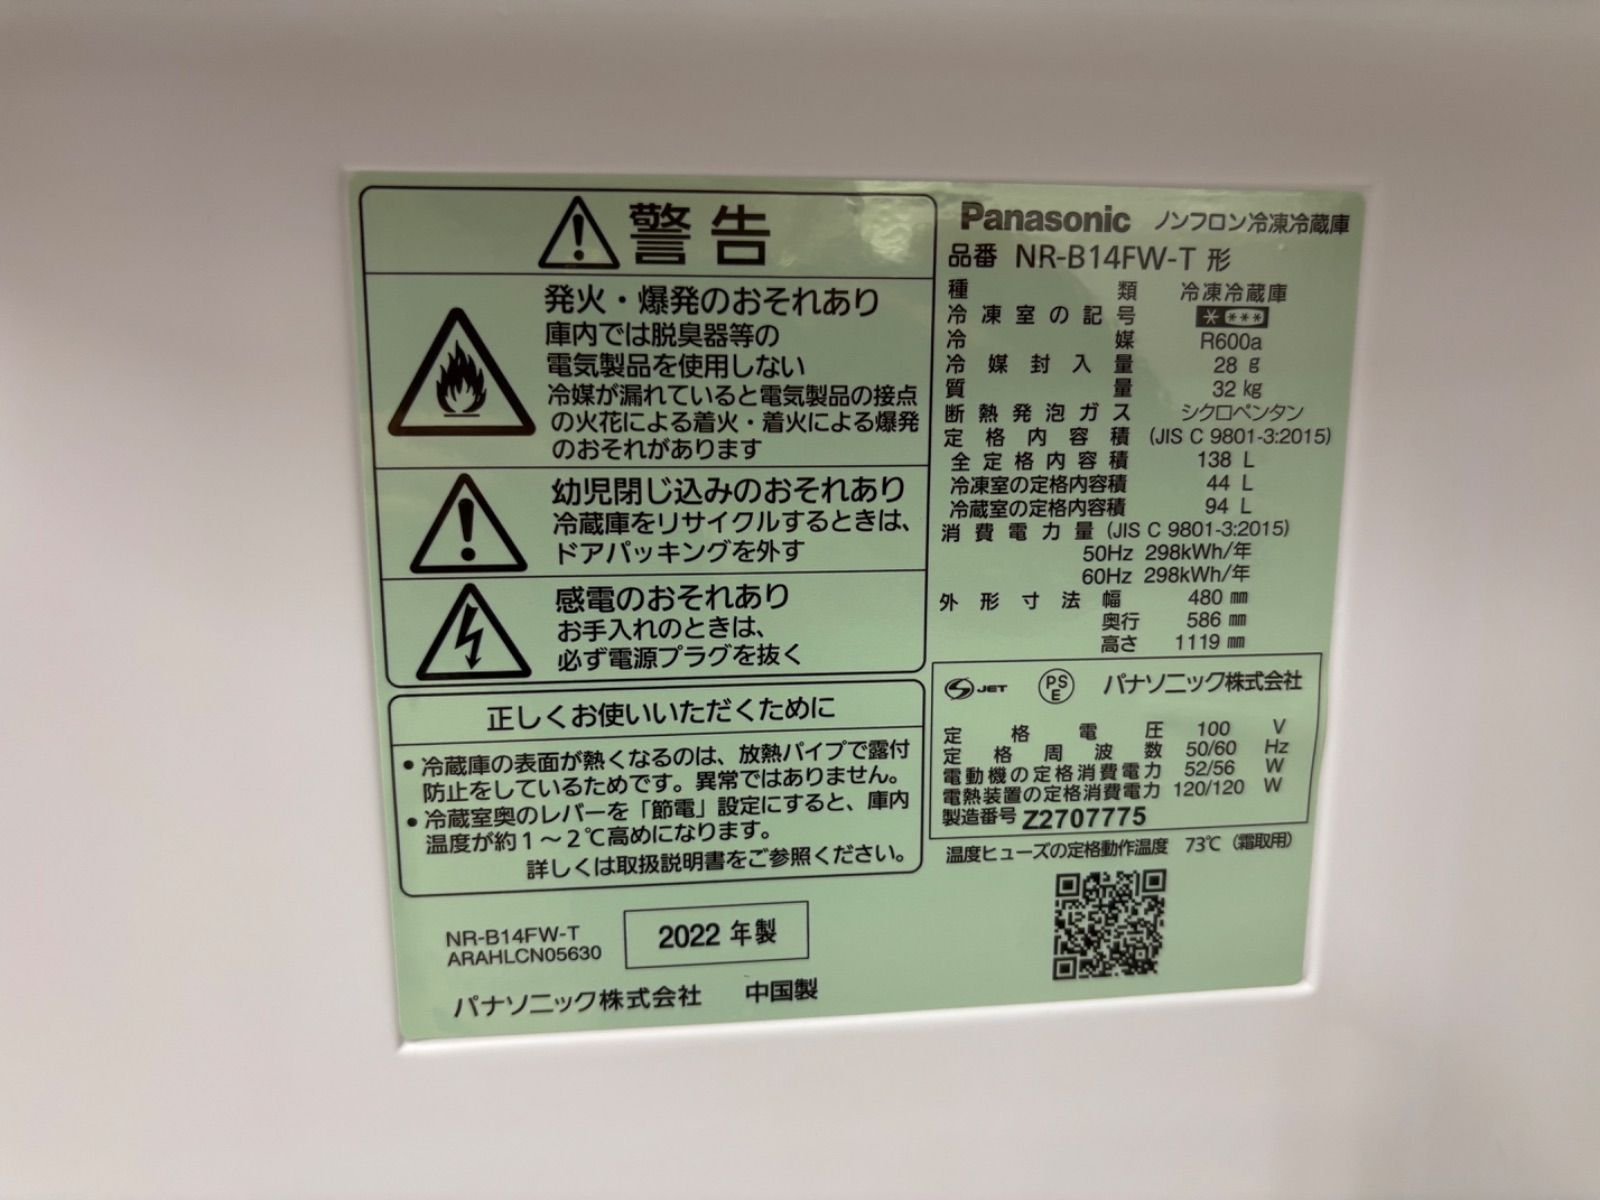 警告
発火・爆発のおそれあり
庫内では脱臭器等の
電気製品を使用しない
冷媒が漏れていると電気製品の接点
の火花による着火・着火による爆発
のおそれがあります
幼児閉じ込みのおそれあり
冷蔵庫をリサイクルするときは、
ドアパッキングを外す
感電のおそれあり
お手入れのときは、
必ず電源プラグを抜く
正しくお使いいただくために
• 冷蔵庫の表面が熱くなるのは、放熱パイプで露付
防止をしているためです。異常ではありません。
• 冷蔵室奥のレバーを「節電」設定にすると、庫内
温度が約1~2℃高めになります。
詳しくは取扱説明書をご参照ください。
NR-B14FW-T
ARAHLCN05630
2022 年製
パナソニック株式会社 中国製
Panasonic ノンフロン冷凍冷蔵庫
品番 NR-B14FW-T 形
種類 冷凍冷蔵庫
冷凍室の記号 * ***
冷媒 R600a
冷媒封入量 28 g
質量 32 kg
断熱発泡ガス シクロペンタン
定格内容積 (JIS C 9801-3:2015)
全定格内容積 138 L
冷凍室の定格内容積 44 L
冷蔵室の定格内容積 94 L
消費電力量 (JIS C 9801-3:2015)
50Hz 298kWh/年
60Hz 298kWh/年
外形寸法 幅 480 mm
奥行 586 mm
高さ 1119 mm
S JET PS E パナソニック株式会社
定格電圧 100 V
定格周波数 50/60 Hz
電動機の定格消費電力 52/56 W
電熱装置の定格消費電力 120/120 W
製造番号 Z2707775
温度ヒューズの定格動作温度 73℃ (霜取用)